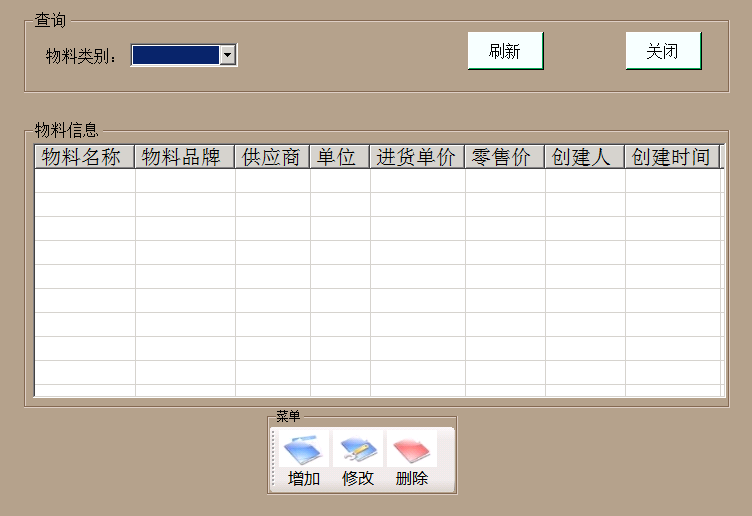 查询
物料类别： 刷新 关闭
物料信息
物料名称 物料品牌 供应商 单位 进货单价 零售价 创建人 创建时间
菜单
增加 修改 删除